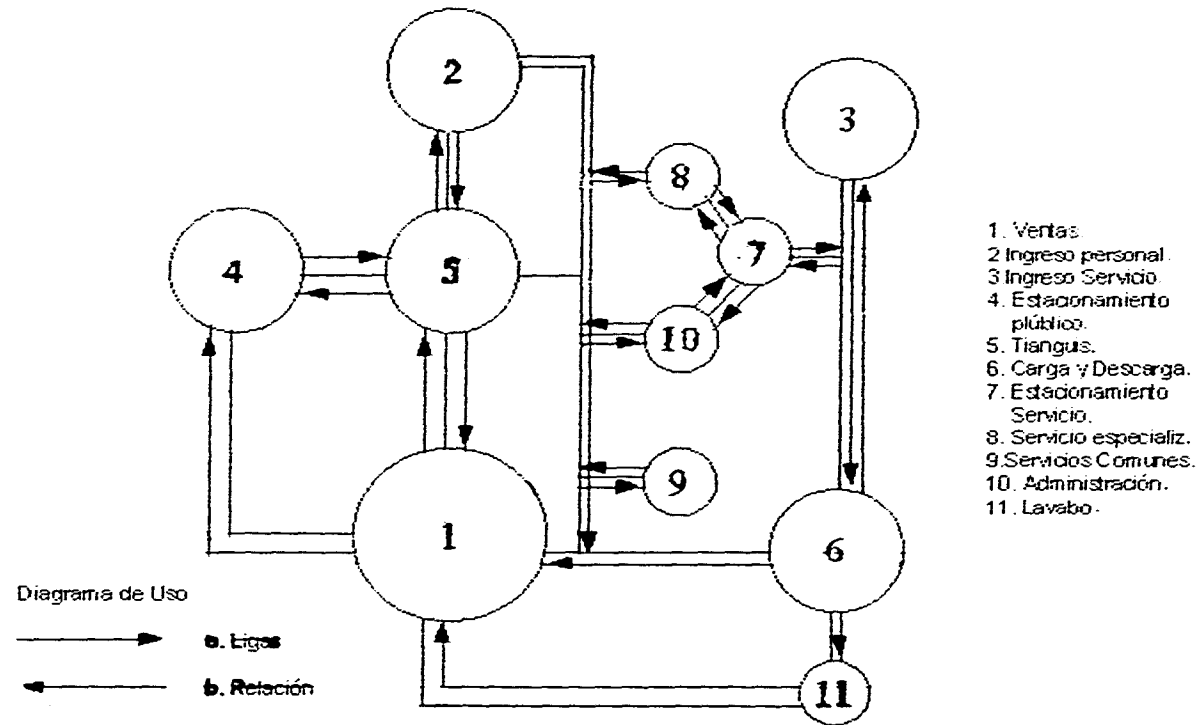 2
3
8
7
4
5
10
9
1
6
11
1. Ventas.
2 Ingreso personal.
3 Ingreso Servicio.
4. Estacionamiento
plúblico.
5. Tianguis.
6. Carga y Descarga.
7. Estacionamiento
Servicio.
8. Servicio especializ.
9.Servicios Comunes.
10. Administración.
11. Lavabo.
Diagrama de Uso
a. Ligas
b. Relación